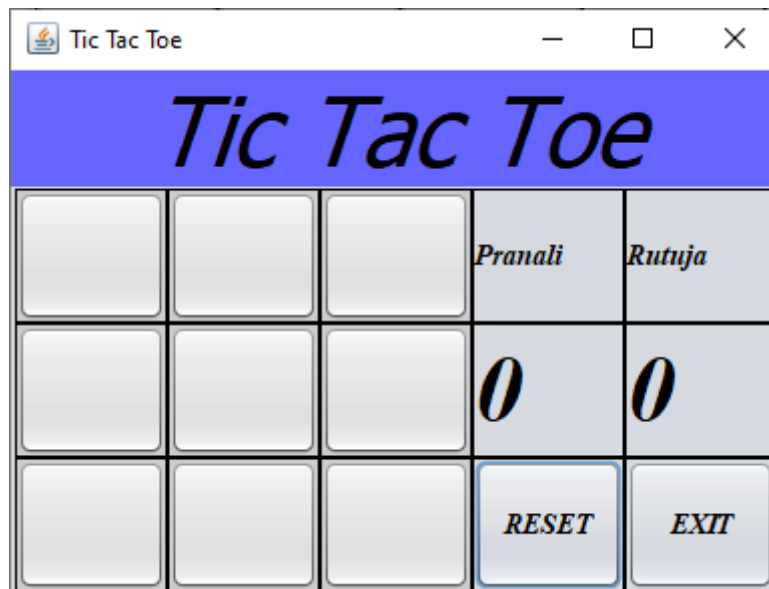 Tic Tac Toe
Tic Tac Toe
Pranali Rutuja
0 0
RESET EXIT